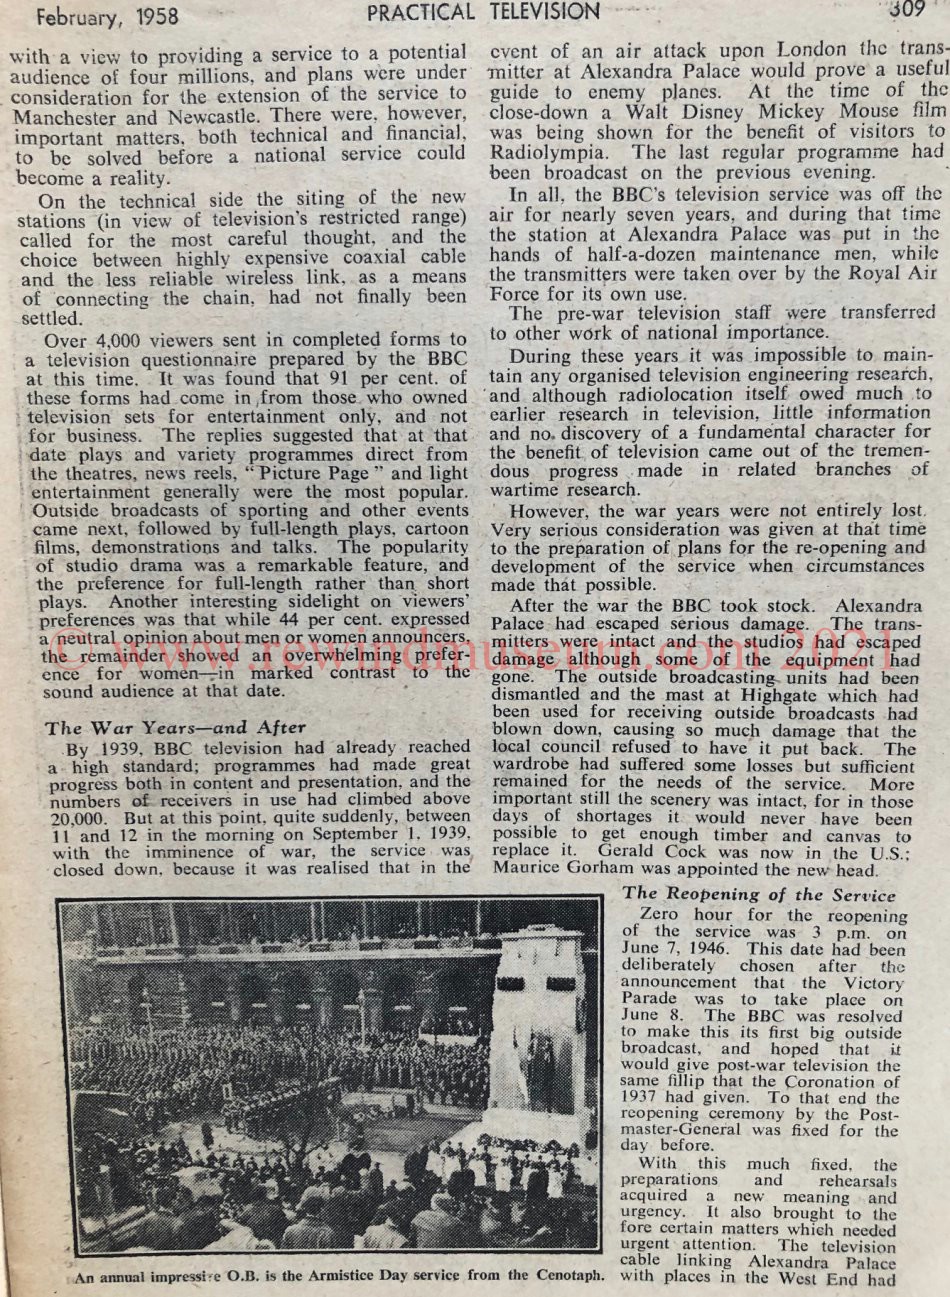 February, 1958
PRACTICAL TELEVISION
309
with a view to providing a service to a potential
audience of four millions, and plans were under
consideration for the extension of the service to
Manchester and Newcastle. There were, however,
important matters, both technical and financial,
to be solved before a national service could
become a reality.
On the technical side the siting of the new
stations (in view of television's restricted range)
called for the most careful thought, and the
choice between highly expensive coaxial cable
and the less reliable wireless link, as a means
of connecting the chain, had not finally been
settled.
Over 4,000 viewers sent in completed forms to
a television questionnaire prepared by the BBC
at this time. It was found that 91 per cent. of
these forms had come in from those who owned
television sets for entertainment only, and not
for business. The replies suggested that at that
date plays and variety programmes direct from
the theatres, news reels, "Picture Page" and light
entertainment generally were the most popular.
Outside broadcasts of sporting and other events
came next, followed by full-length plays, cartoon
films, demonstrations and talks. The popularity
of studio drama was a remarkable feature, and
the preference for full-length rather than short
plays. Another interesting sidelight on viewers'
preferences was that while 44 per cent. expressed
a neutral opinion about men or women announcers,
the remainder showed an overwhelming prefer-
ence for women—in marked contrast to the
sound audience at that date.
The War Years—and After
By 1939, BBC television had already reached
a high standard; programmes had made great
progress both in content and presentation, and the
numbers of receivers in use had climbed above
20,000. But at this point, quite suddenly, between
11 and 12 in the morning on September 1, 1939,
with the imminence of war, the service was
closed down, because it was realised that in the
event of an air attack upon London the trans-
mitter at Alexandra Palace would prove a useful
guide to enemy planes. At the time of the
close-down a Walt Disney Mickey Mouse film
was being shown for the benefit of visitors to
Radiolympia. The last regular programme had
been broadcast on the previous evening.
In all, the BBC's television service was off the
air for nearly seven years, and during that time
the station at Alexandra Palace was put in the
hands of half-a-dozen maintenance men, while
the transmitters were taken over by the Royal Air
Force for its own use.
The pre-war television staff were transferred
to other work of national importance.
During these years it was impossible to main-
tain any organised television engineering research,
and although radiolocation itself owed much to
earlier research in television, little information
and no discovery of a fundamental character for
the benefit of television came out of the tremen-
dous progress made in related branches of
wartime research.
However, the war years were not entirely lost.
Very serious consideration was given at that time
to the preparation of plans for the re-opening and
development of the service when circumstances
made that possible.
After the war the BBC took stock. Alexandra
Palace had escaped serious damage. The trans-
mitters were intact and the studios had escaped
damage, although some of the equipment had
gone. The outside broadcasting units had been
dismantled and the mast at Highgate which had
been used for receiving outside broadcasts had
blown down, causing so much damage that the
local council refused to have it put back. The
wardrobe had suffered some losses but sufficient
remained for the needs of the service. More
important still the scenery was intact, for in those
days of shortages it would never have been
possible to get enough timber and canvas to
replace it. Gerald Cock was now in the U.S.;
Maurice Gorham was appointed the new head.
The Reopening of the Service
Zero hour for the reopening
of the service was 3 p.m. on
June 7, 1946. This date had been
deliberately chosen after the
announcement that the Victory
Parade was to take place on
June 8. The BBC was resolved
to make this its first big outside
broadcast, and hoped that it
would give post-war television the
same fillip that the Coronation of
1937 had given. To that end the
reopening ceremony by the Post-
master-General was fixed for the
day before.
With this much fixed, the
preparations and rehearsals
acquired a new meaning and
urgency. It also brought to the
fore certain matters which needed
urgent attention. The television
cable linking Alexandra Palace
with places in the West End had
An annual impressive O.B. is the Armistice Day service from the Cenotaph.
© www.rewindmuseum.com 2021